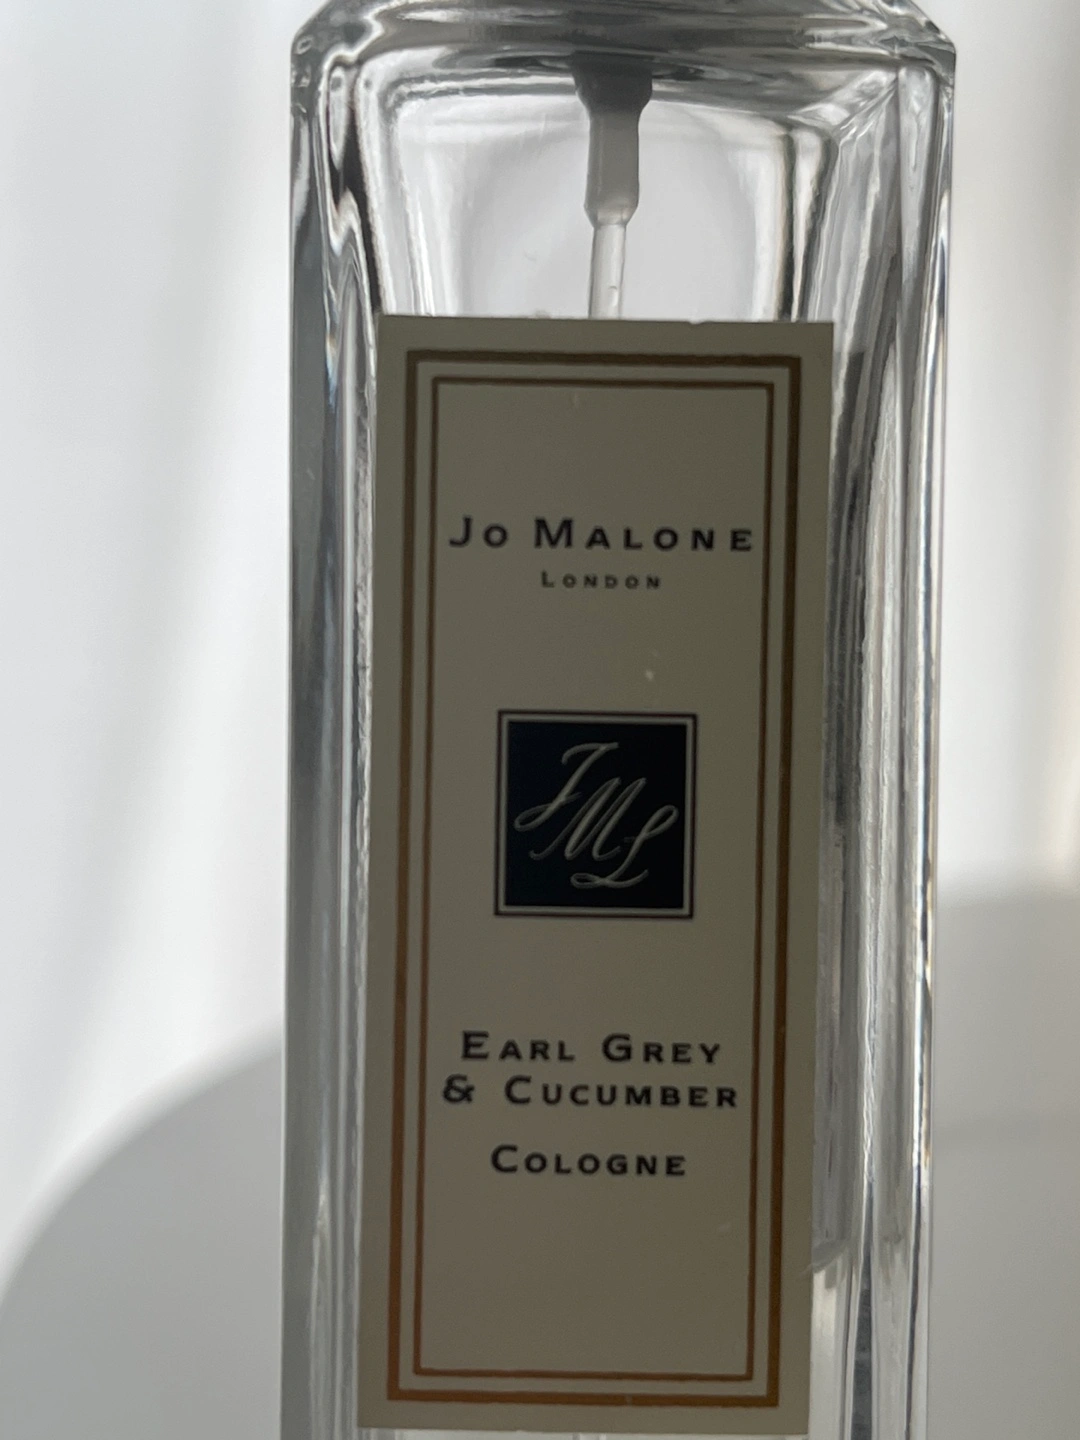 Jo Malone
London
JML
Earl Grey
& Cucumber
Cologne